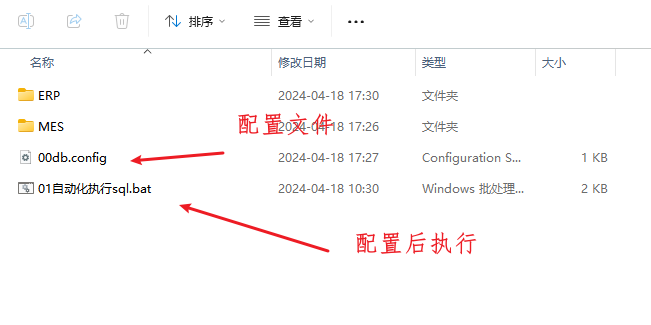 排序 查看 ...
名称 修改日期 类型 大小
ERP 2024-04-18 17:30 文件夹
配置文件
MES 2024-04-18 17:26 文件夹
00db.config 2024-04-18 17:27 Configuration S... 1 KB
01自动化执行sql.bat 2024-04-18 10:30 Windows 批处理... 2 KB
配置后执行